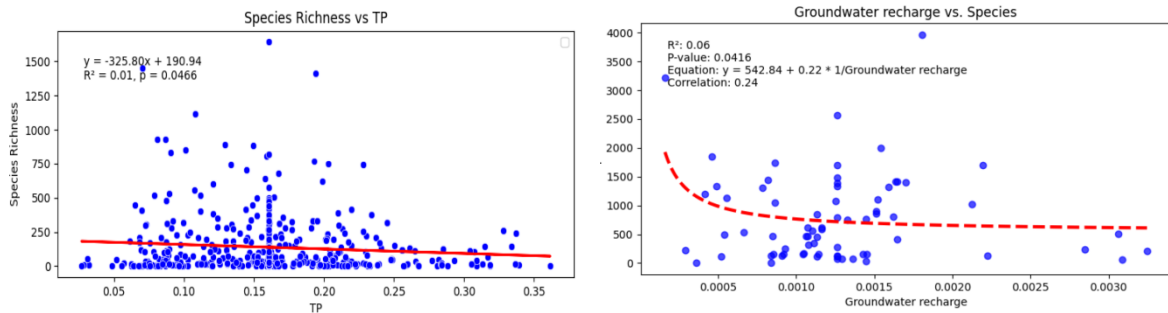 Species Richness vs TP
y = -325.80x + 190.94
R² = 0.01, p = 0.0466
Species Richness
1500
1250
1000
750
500
250
0
0.05 0.10 0.15 0.20 0.25 0.30 0.35
TP
Groundwater recharge vs. Species
R²: 0.06
P-value: 0.0416
Equation: y = 542.84 + 0.22 * 1/Groundwater recharge
Correlation: 0.24
4000
3500
3000
2500
2000
1500
1000
500
0
0.0005 0.0010 0.0015 0.0020 0.0025 0.0030
Groundwater recharge